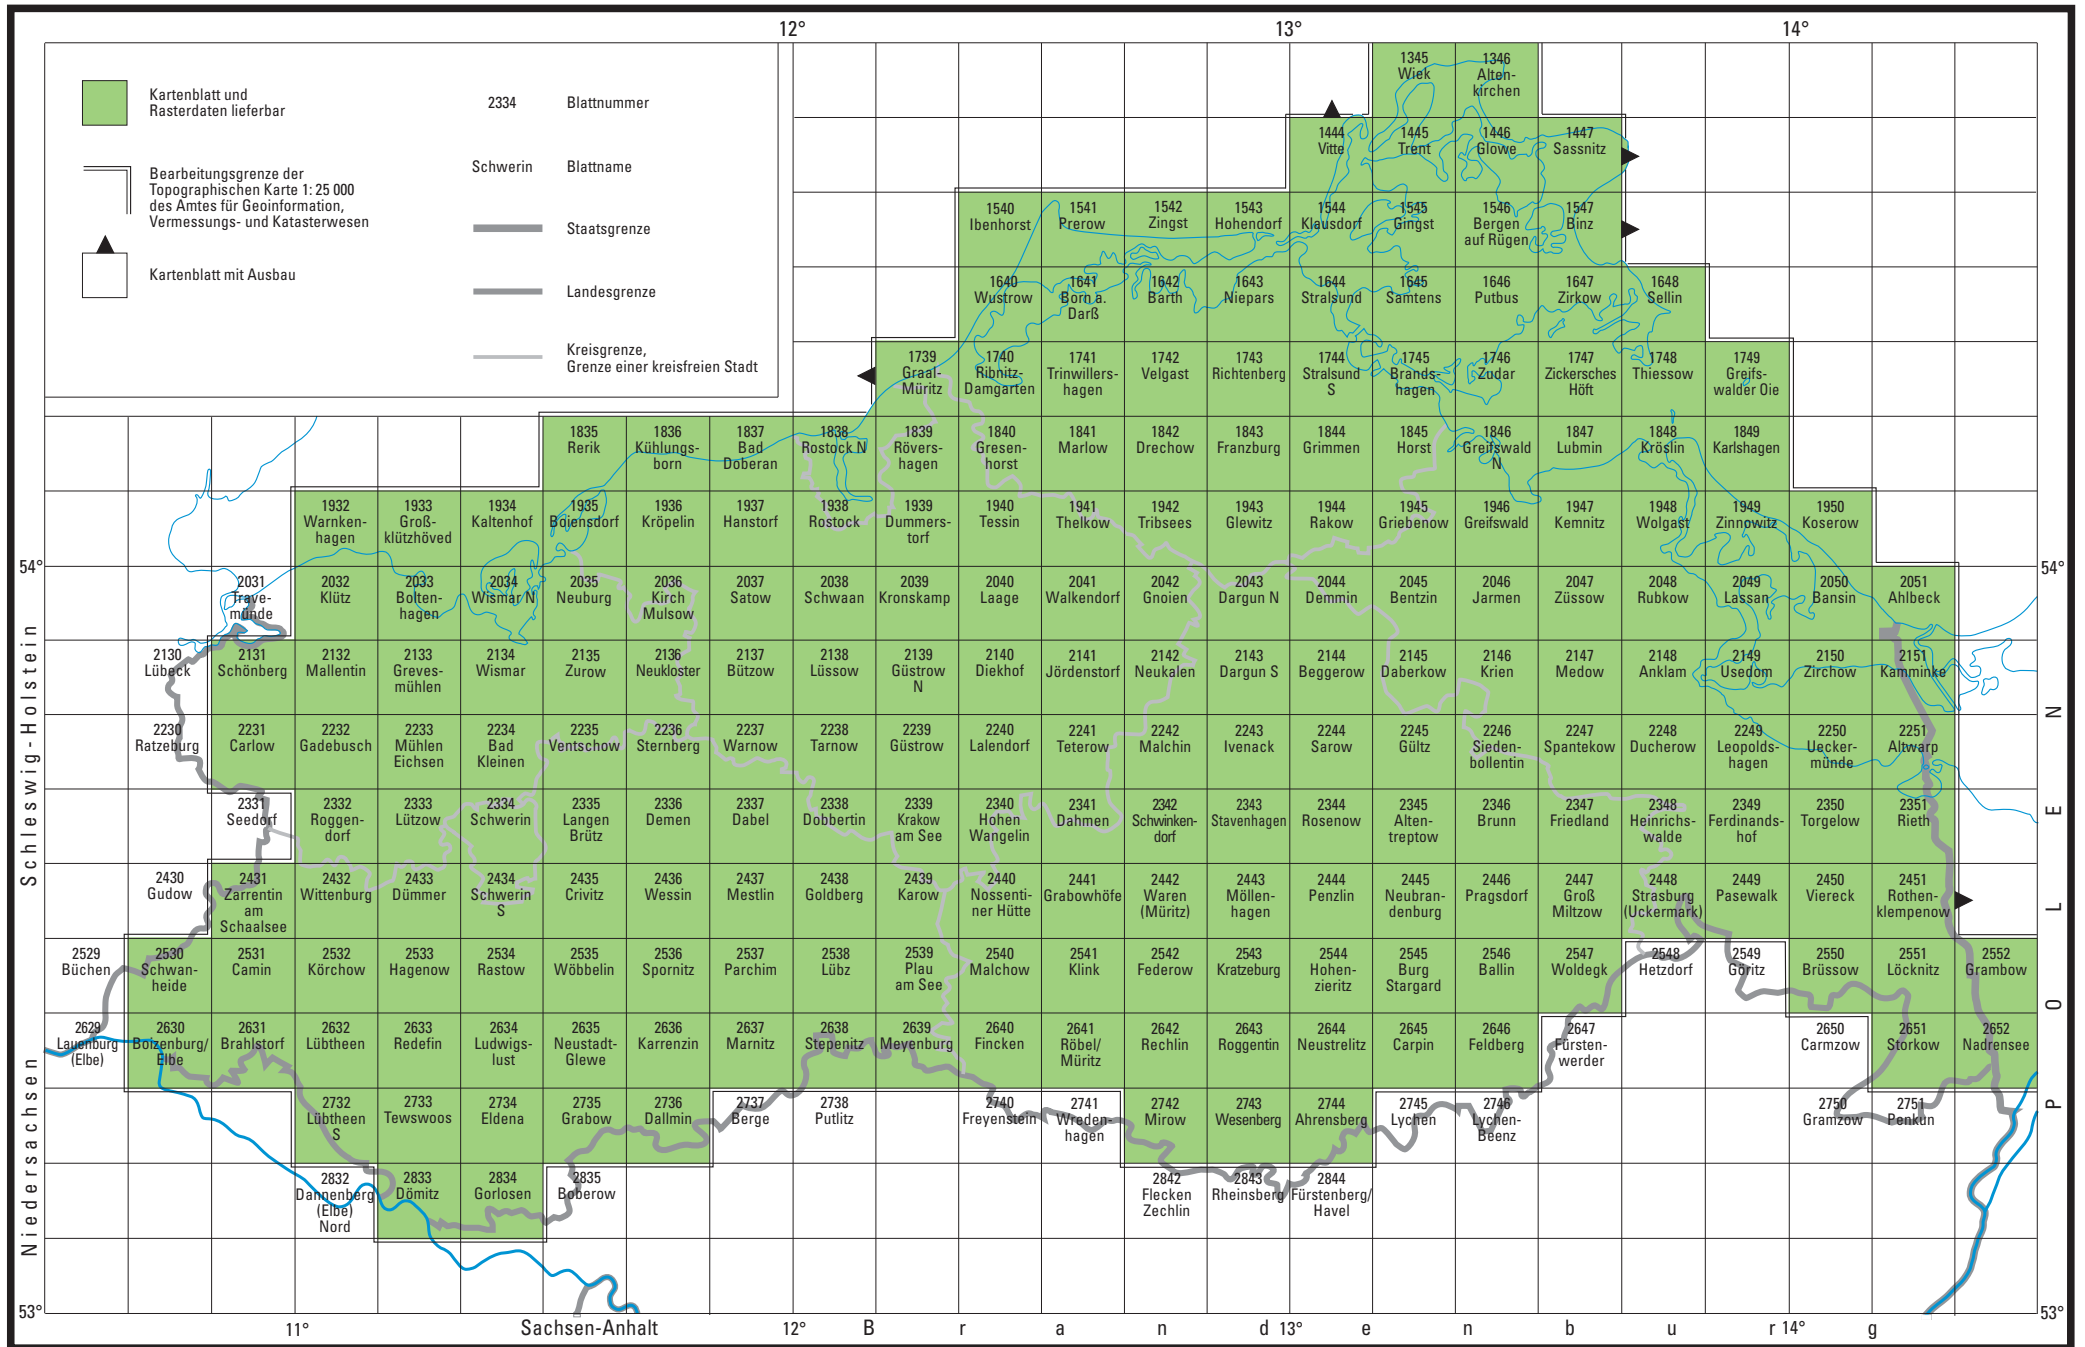 12°
13°
14°
Kartenblatt und
Rasterdaten lieferbar
Bearbeitungsgrenze der
Topographischen Karte 1: 25 000
des Amtes für Geoinformation,
Vermessungs- und Katasterwesen
Kartenblatt mit Ausbau
2334
Blattnummer
Schwerin
Blattname
Staatsgrenze
Landesgrenze
Kreisgrenze,
Grenze einer kreisfreien Stadt
1345
Wiek
1346
Alten-
kirchen
1444
Vitte
1445
Trent
1446
Glowe
1447
Sassnitz
1540
Ibenhorst
1541
Prerow
1542
Zingst
1543
Hohendorf
1544
Klausdorf
1545
Gingst
1546
Bergen
auf Rügen
1547
Binz
1640
Wustrow
1641
Born a.
Darß
1642
Barth
1643
Niepars
1644
Stralsund
1645
Samtens
1646
Putbus
1647
Zirkow
1648
Sellin
1739
Graal-
Müritz
1740
Ribnitz-
Damgarten
1741
Trinwillers-
hagen
1742
Velgast
1743
Richtenberg
1744
Stralsund
S
1745
Brands-
hagen
1746
Zudar
1747
Zickersches
Höft
1748
Thiessow
1749
Greifs-
walder Oie
1835
Rerik
1836
Kühlungs-
born
1837
Bad
Doberan
1838
Rostock N
1839
Rövers-
hagen
1840
Gresen-
horst
1841
Marlow
1842
Drechow
1843
Franzburg
1844
Grimmen
1845
Horst
1846
Greifswald
N
1847
Lubmin
1848
Kröslin
1849
Karlshagen
1932
Warnken-
hagen
1933
Groß-
klützhöved
1934
Kaltenhof
1935
Bojensdorf
1936
Kröpelin
1937
Hanstorf
1938
Rostock
1939
Dummers-
torf
1940
Tessin
1941
Thelkow
1942
Tribsees
1943
Glewitz
1944
Rakow
1945
Griebenow
1946
Greifswald
1947
Kemnitz
1948
Wolgast
1949
Zinnowitz
1950
Koserow
54°
54°
2031
Trave-
münde
2032
Klütz
2033
Bolten-
hagen
2034
Wismar N
2035
Neuburg
2036
Kirch
Mulsow
2037
Satow
2038
Schwaan
2039
Kronskamp
2040
Laage
2041
Walkendorf
2042
Gnoien
2043
Dargun N
2044
Demmin
2045
Bentzin
2046
Jarmen
2047
Züssow
2048
Rubkow
2049
Lassan
2050
Bansin
2051
Ahlbeck
2130
Lübeck
2131
Schönberg
2132
Mallentin
2133
Greves-
mühlen
2134
Wismar
2135
Zurow
2136
Neukloster
2137
Bützow
2138
Lüssow
2139
Güstrow
N
2140
Diekhof
2141
Jördenstorf
2142
Neukalen
2143
Dargun S
2144
Beggerow
2145
Daberkow
2146
Krien
2147
Medow
2148
Anklam
2149
Usedom
2150
Zirchow
2151
Kamminke
2230
Ratzeburg
2231
Carlow
2232
Gadebusch
2233
Mühlen
Eichsen
2234
Bad
Kleinen
2235
Ventschow
2236
Sternberg
2237
Warnow
2238
Tarnow
2239
Güstrow
2240
Lalendorf
2241
Teterow
2242
Malchin
2243
Ivenack
2244
Sarow
2245
Gültz
2246
Sieden-
bollentin
2247
Spantekow
2248
Ducherow
2249
Leopolds-
hagen
2250
Uecker-
münde
2251
Altwarp
2331
Seedorf
2332
Roggen-
dorf
2333
Lützow
2334
Schwerin
2335
Langen
Brütz
2336
Demen
2337
Dabel
2338
Dobbertin
2339
Krakow
am See
2340
Hohen
Wangelin
2341
Dahmen
2342
Schwinken-
dorf
2343
Stavenhagen
2344
Rosenow
2345
Alten-
treptow
2346
Brunn
2347
Friedland
2348
Heinrichs-
walde
2349
Ferdinands-
hof
2350
Torgelow
2351
Rieth
2430
Gudow
2431
Zarrentin
am
Schaalsee
2432
Wittenburg
2433
Dümmer
2434
Schwerin
S
2435
Crivitz
2436
Wessin
2437
Mestlin
2438
Goldberg
2439
Karow
2440
Nossenti-
ner Hütte
2441
Grabowhöfe
2442
Waren
(Müritz)
2443
Möllen-
hagen
2444
Penzlin
2445
Neubran-
denburg
2446
Pragsdorf
2447
Groß
Miltzow
2448
Strasburg
(Uckermark)
2449
Pasewalk
2450
Viereck
2451
Rothen-
klempenow
2529
Büchen
2530
Schwan-
heide
2531
Camin
2532
Körchow
2533
Hagenow
2534
Rastow
2535
Wöbbelin
2536
Spornitz
2537
Parchim
2538
Lübz
2539
Plau
am See
2540
Malchow
2541
Klink
2542
Federow
2543
Kratzeburg
2544
Hohen-
zieritz
2545
Burg
Stargard
2546
Ballin
2547
Woldegk
2548
Hetzdorf
2549
Göritz
2550
Brüssow
2551
Löcknitz
2552
Grambow
2629
Lauenburg
(Elbe)
2630
Boizenburg/
Elbe
2631
Brahlstorf
2632
Lübtheen
2633
Redefin
2634
Ludwigs-
lust
2635
Neustadt-
Glewe
2636
Karrenzin
2637
Marnitz
2638
Stepenitz
2639
Meyenburg
2640
Fincken
2641
Röbel/
Müritz
2642
Rechlin
2643
Roggentin
2644
Neustrelitz
2645
Carpin
2646
Feldberg
2647
Fürsten-
werder
2650
Carmzow
2651
Storkow
2652
Nadrensee
2732
Lübtheen
S
2733
Tewswoos
2734
Eldena
2735
Grabow
2736
Dallmin
2737
Berge
2738
Putlitz
2740
Freyenstein
2741
Wreden-
hagen
2742
Mirow
2743
Wesenberg
2744
Ahrensberg
2745
Lychen
2746
Lychen-
Beenz
2750
Gramzow
2751
Penkun
2832
Dannenberg
(Elbe)
Nord
2833
Dömitz
2834
Gorlosen
2835
Boberow
2842
Flecken
Zechlin
2843
Rheinsberg
2844
Fürstenberg/
Havel
Schleswig-Holstein
Niedersachsen
POLEN
53°
53°
11°
Sachsen-Anhalt
12°
13°
14°
Brandenburg